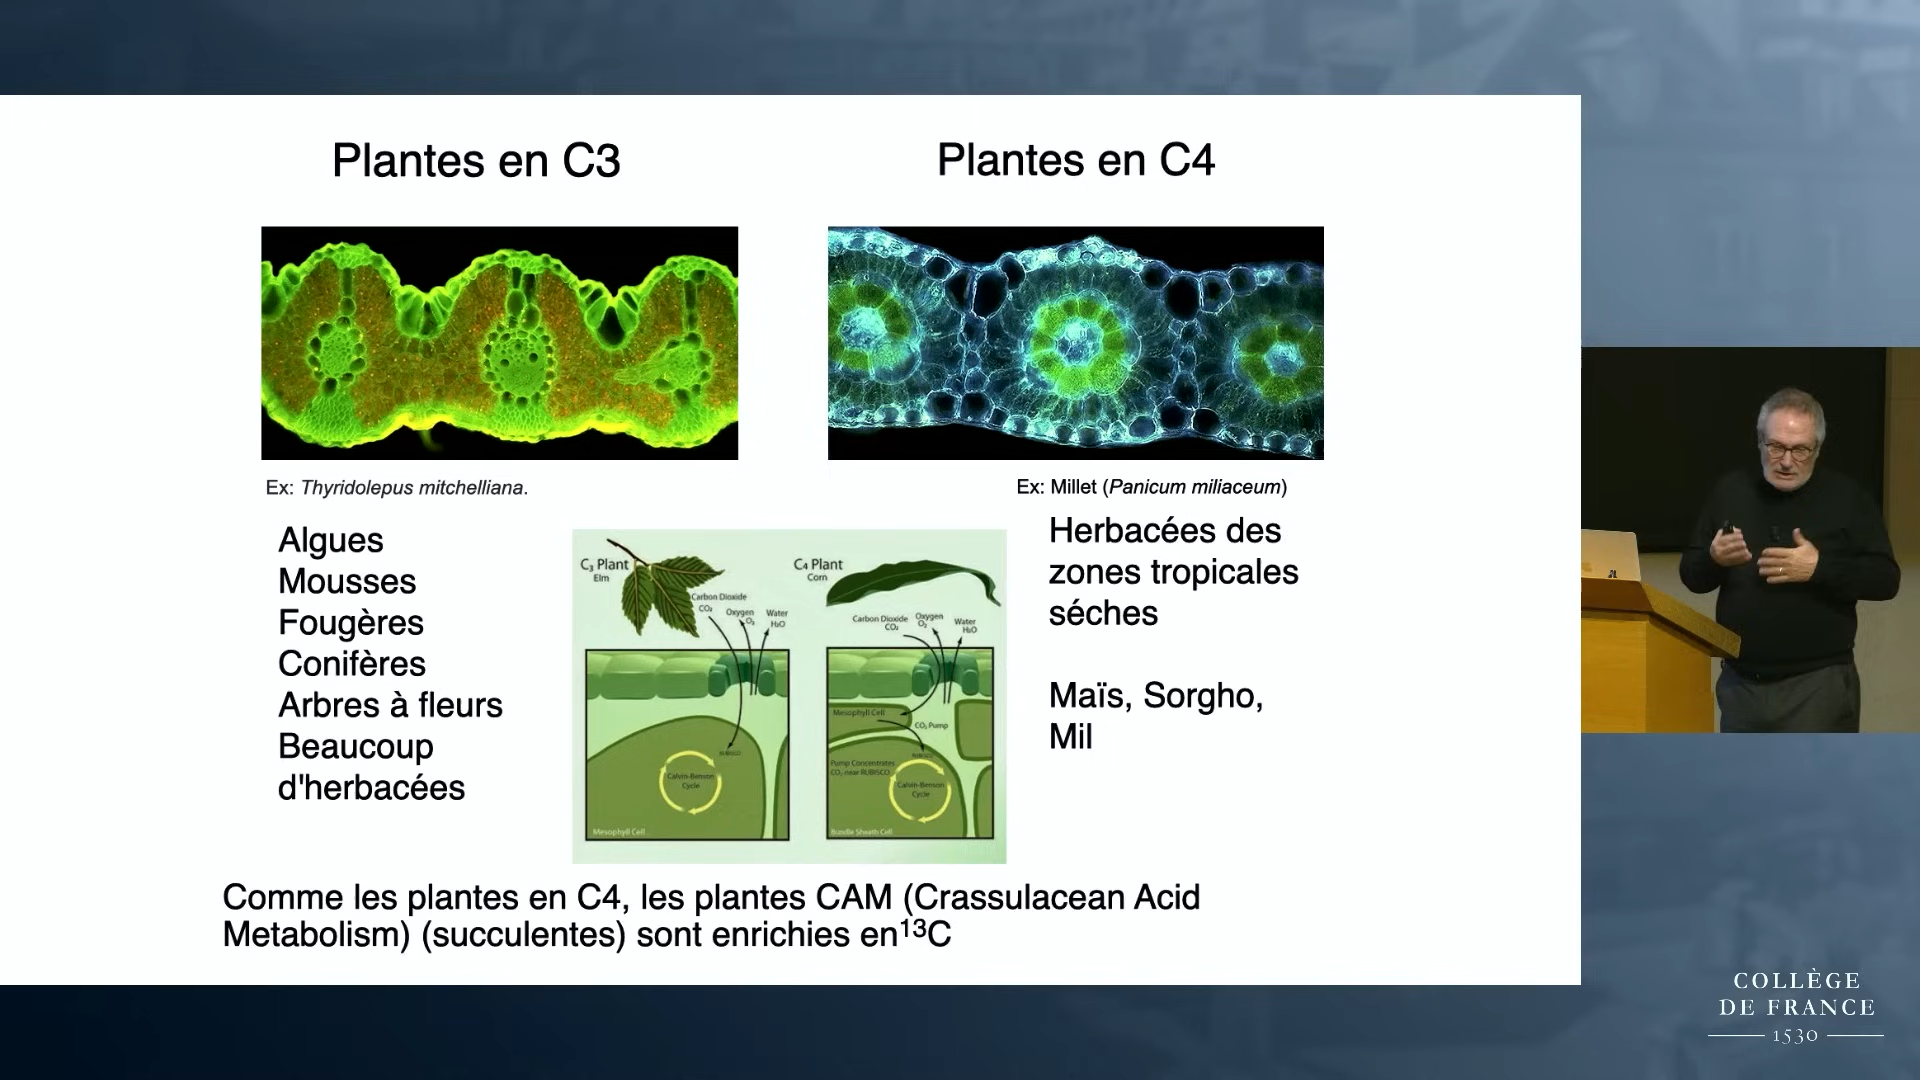 Plantes en C3
Plantes en C4
Ex: Thyridolepus mitchelliana.
Ex: Millet (Panicum miliaceum)
Algues
Mousses
Fougères
Conifères
Arbres à fleurs
Beaucoup
d'herbacées
C₃ Plant
Elm
Carbon Dioxide
CO₂
Oxygen
O₂
Water
H₂O
RUBISCO
Calvin-Benson
Cycle
Mesophyll Cell
C₄ Plant
Corn
Carbon Dioxide
CO₂
Oxygen
O₂
Water
H₂O
Mesophyll Cell
CO₂ Pump
RUBISCO
Pump Concentrates
CO₂ near RUBISCO
Calvin-Benson
Cycle
Bundle Sheath Cell
Herbacées des
zones tropicales
séches
Maïs, Sorgho,
Mil
Comme les plantes en C4, les plantes CAM (Crassulacean Acid
Metabolism) (succulentes) sont enrichies en¹³C
COLLÈGE
DE FRANCE
1530